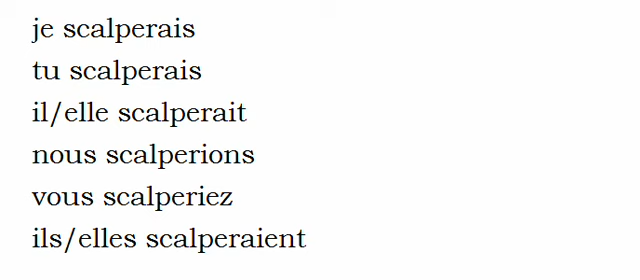 je scalperais
tu scalperais
il/elle scalperait
nous scalperions
vous scalperiez
ils/elles scalperaient